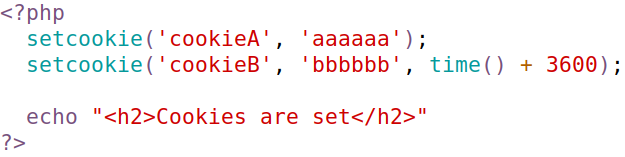 <?php
  setcookie('cookieA', 'aaaaaa');
  setcookie('cookieB', 'bbbbbb', time() + 3600);

  echo "<h2>Cookies are set</h2>"
?>